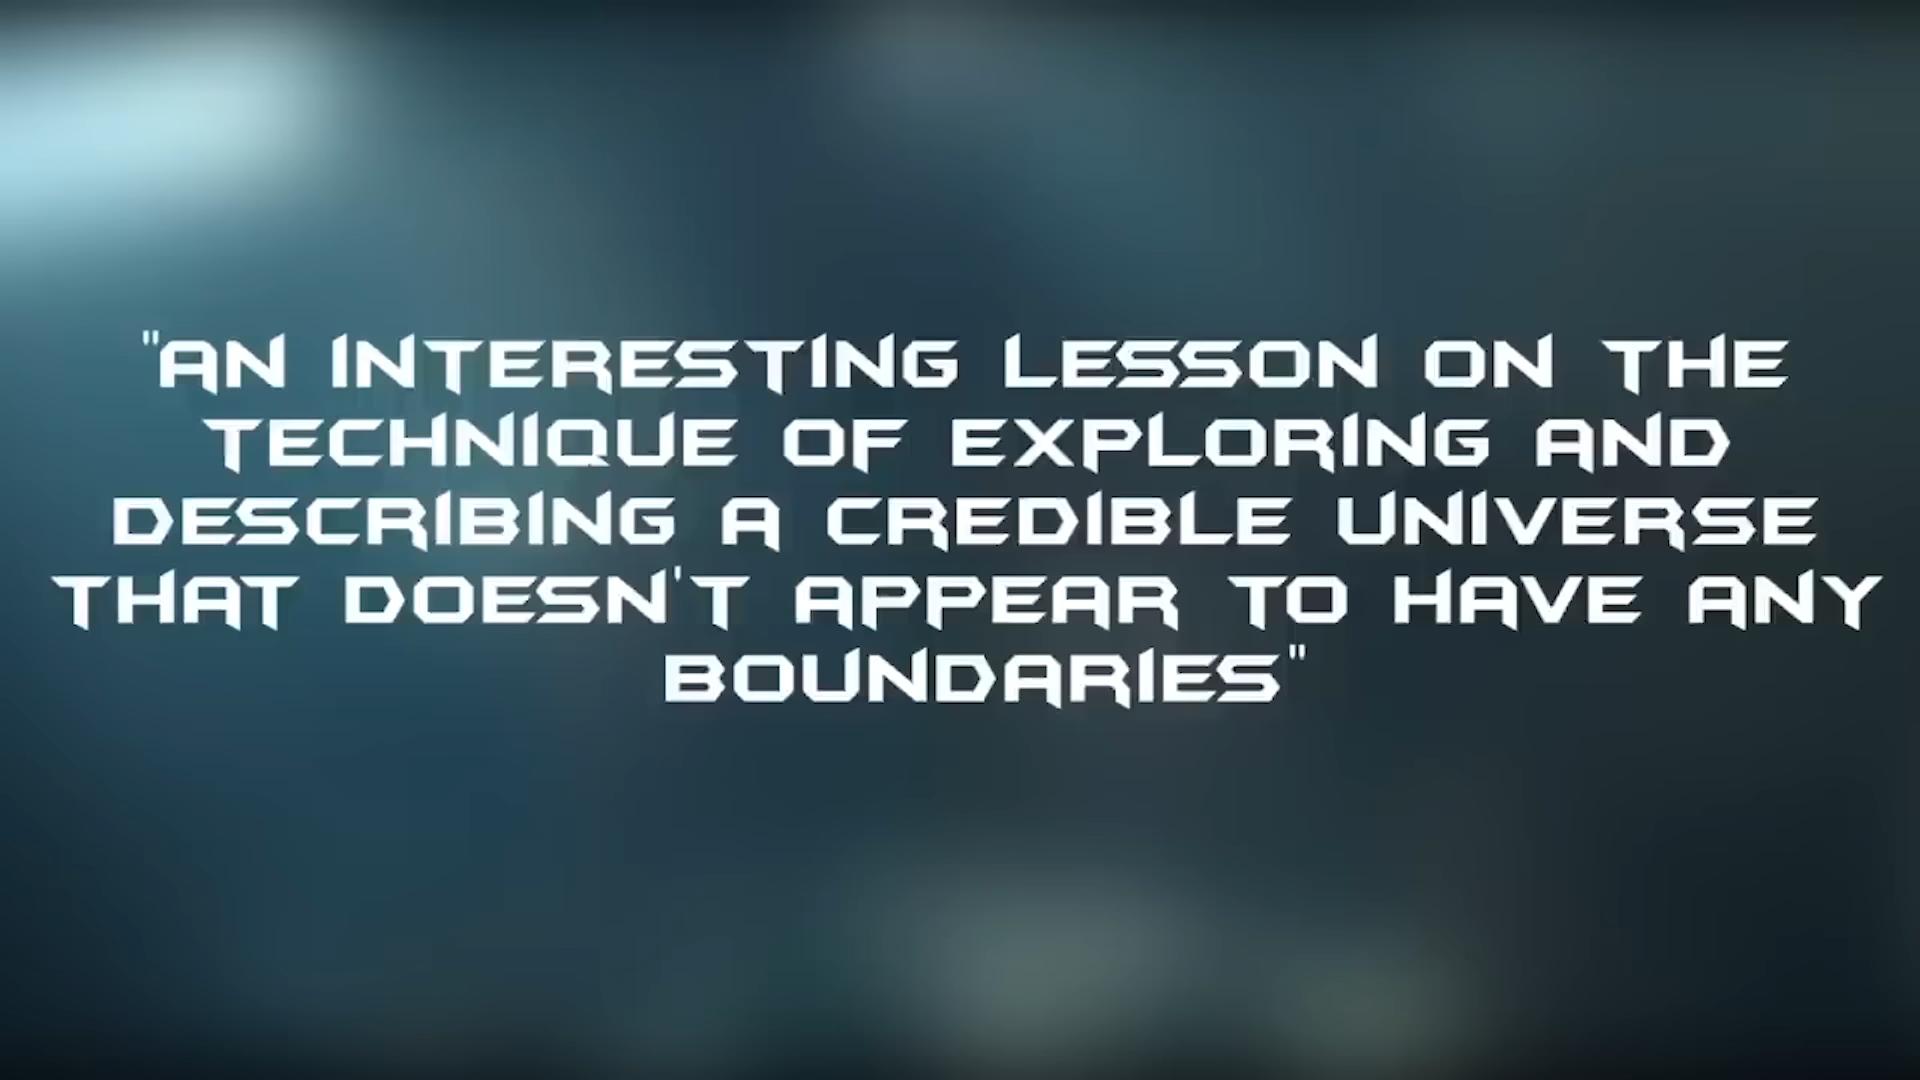 "AN INTERESTING LESSON ON THE
TECHNIQUE OF EXPLORING AND
DESCRIBING A CREDIBLE UNIVERSE
THAT DOESN'T APPEAR TO HAVE ANY
BOUNDARIES"